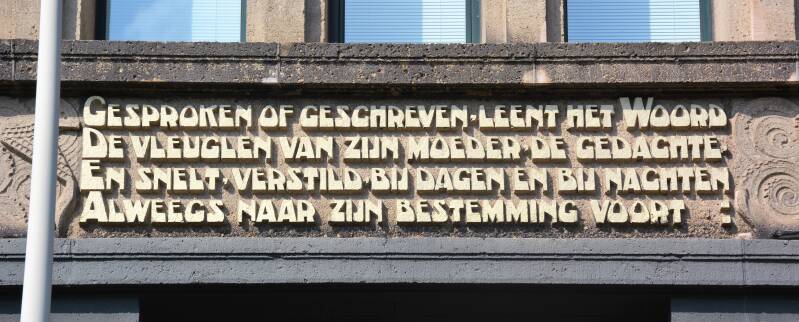 GESPROKEN OF GESCHREVEN·LEENT HET WOORD
DE VLEUGLEN VAN ZIJN MOEDER·DE GEDACHTE·
EN SNELT·VERSTILD·BIJ DAGEN EN BIJ NACHTEN
ALWEEGS NAAR ZIJN BESTEMMING VOORT :